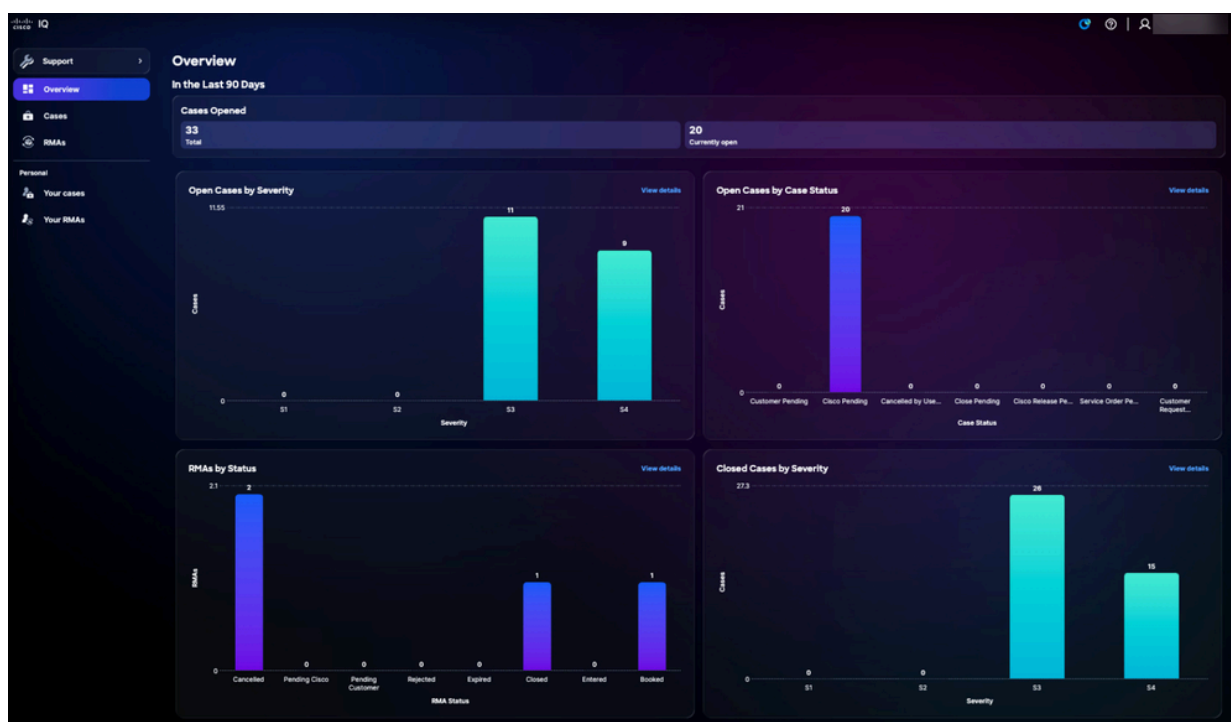 cisco IQ
Support
Overview
Cases
RMAs
Personal
Your cases
Your RMAs
Overview
In the Last 90 Days
Cases Opened
33
Total
20
Currently open
Open Cases by Severity
View details
11.55
11
9
Cases
0
0
0
S1
S2
S3
S4
Severity
Open Cases by Case Status
View details
21
20
Cases
0
0
0
0
0
0
0
Customer Pending
Cisco Pending
Cancelled by Use...
Close Pending
Cisco Release Pe...
Service Order Pe...
Customer
Request...
Case Status
RMAs by Status
View details
2.1
2
1
1
RMAs
0
0
0
0
0
0
Cancelled
Pending Cisco
Pending
Customer
Rejected
Expired
Closed
Entered
Booked
RMA Status
Closed Cases by Severity
View details
27.3
26
15
Cases
0
0
0
S1
S2
S3
S4
Severity